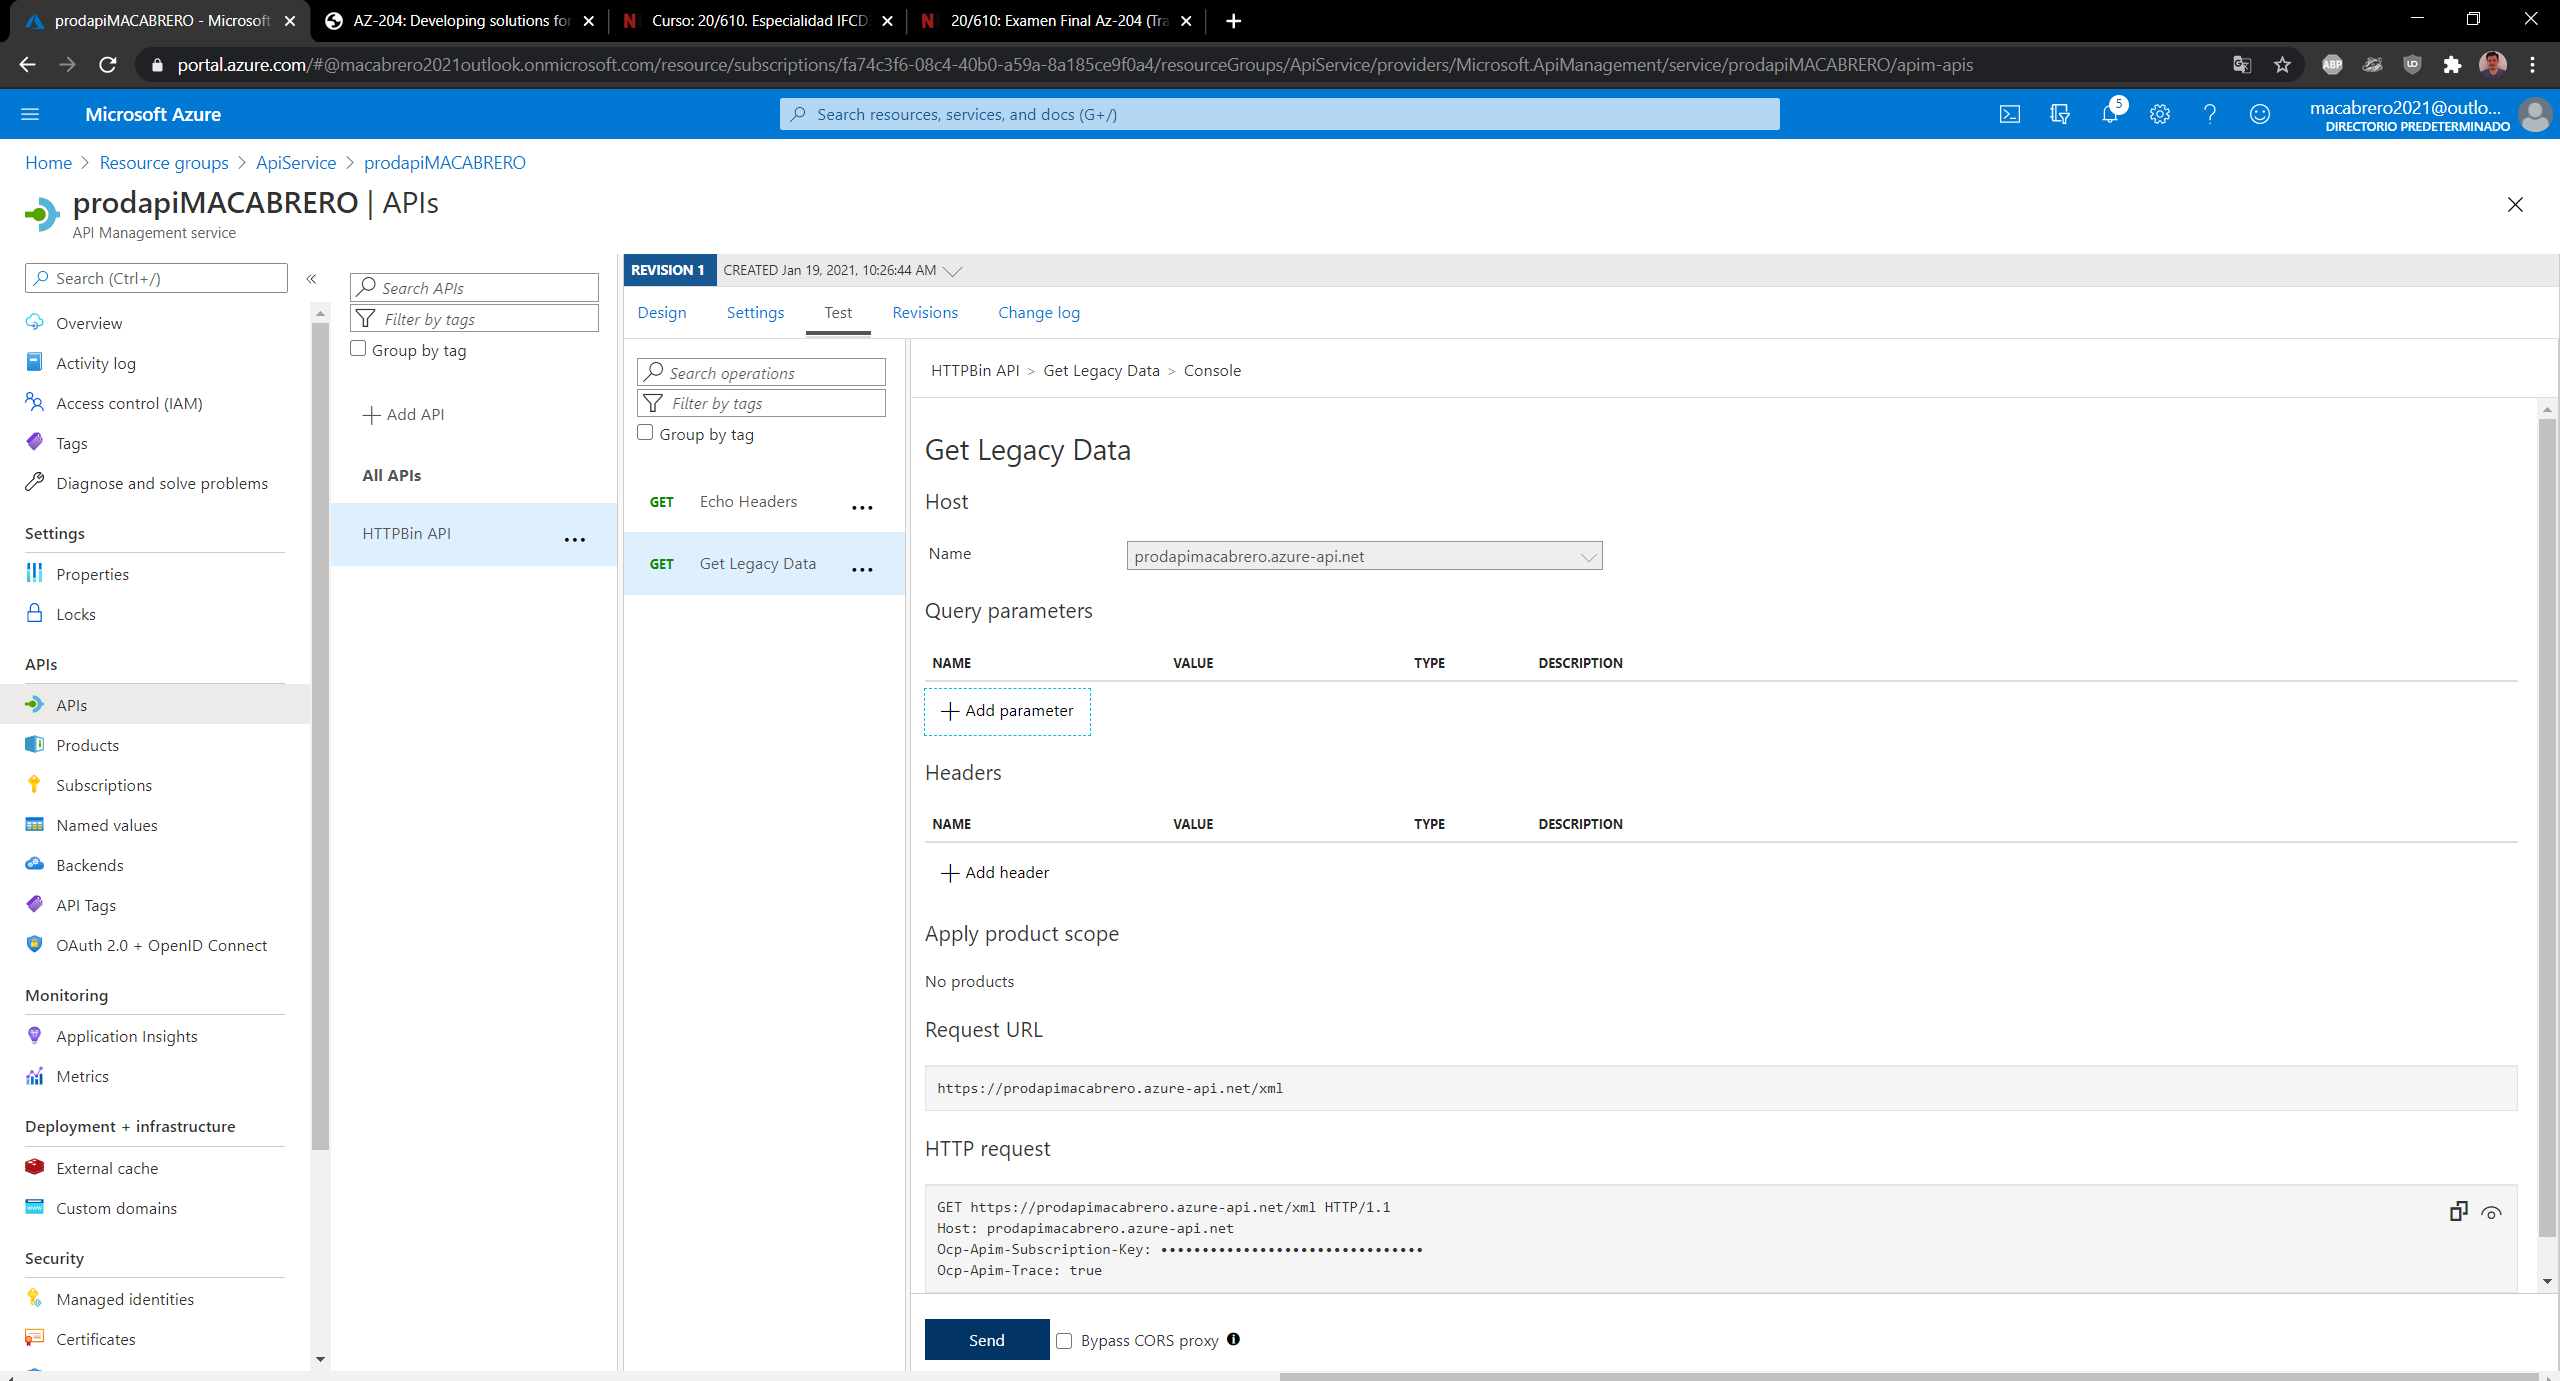 prodapiMACABRERO - Microsoft
AZ-204: Developing solutions for
Curso: 20/610. Especialidad IFCD
20/610: Examen Final Az-204 (Tra
portal.azure.com/#@macabrero2021outlook.onmicrosoft.com/resource/subscriptions/fa74c3f6-08c4-40b0-a59a-8a185ce9f0a4/resourceGroups/ApiService/providers/Microsoft.ApiManagement/service/prodapiMACABRERO/apim-apis
ABP
Microsoft Azure
Search resources, services, and docs (G+/)
5
macabrero2021@outlo...
DIRECTORIO PREDETERMINADO
Home > Resource groups > ApiService > prodapiMACABRERO
prodapiMACABRERO | APIs
API Management service
Search (Ctrl+/)
«
Overview
Activity log
Access control (IAM)
Tags
Diagnose and solve problems
Settings
Properties
Locks
APIs
APIs
Products
Subscriptions
Named values
Backends
API Tags
OAuth 2.0 + OpenID Connect
Monitoring
Application Insights
Metrics
Deployment + infrastructure
External cache
Custom domains
Security
Managed identities
Certificates
Search APIs
Filter by tags
Group by tag
Add API
All APIs
HTTPBin API ...
REVISION 1 CREATED Jan 19, 2021, 10:26:44 AM
Design Settings Test Revisions Change log
Search operations
Filter by tags
Group by tag
GET Echo Headers ...
GET Get Legacy Data ...
HTTPBin API > Get Legacy Data > Console
Get Legacy Data
Host
Name prodapimacabrero.azure-api.net
Query parameters
NAME VALUE TYPE DESCRIPTION
Add parameter
Headers
NAME VALUE TYPE DESCRIPTION
Add header
Apply product scope
No products
Request URL
https://prodapimacabrero.azure-api.net/xml
HTTP request
GET https://prodapimacabrero.azure-api.net/xml HTTP/1.1
Host: prodapimacabrero.azure-api.net
Ocp-Apim-Subscription-Key: ••••••••••••••••••••••••••••••••
Ocp-Apim-Trace: true
Send
Bypass CORS proxy